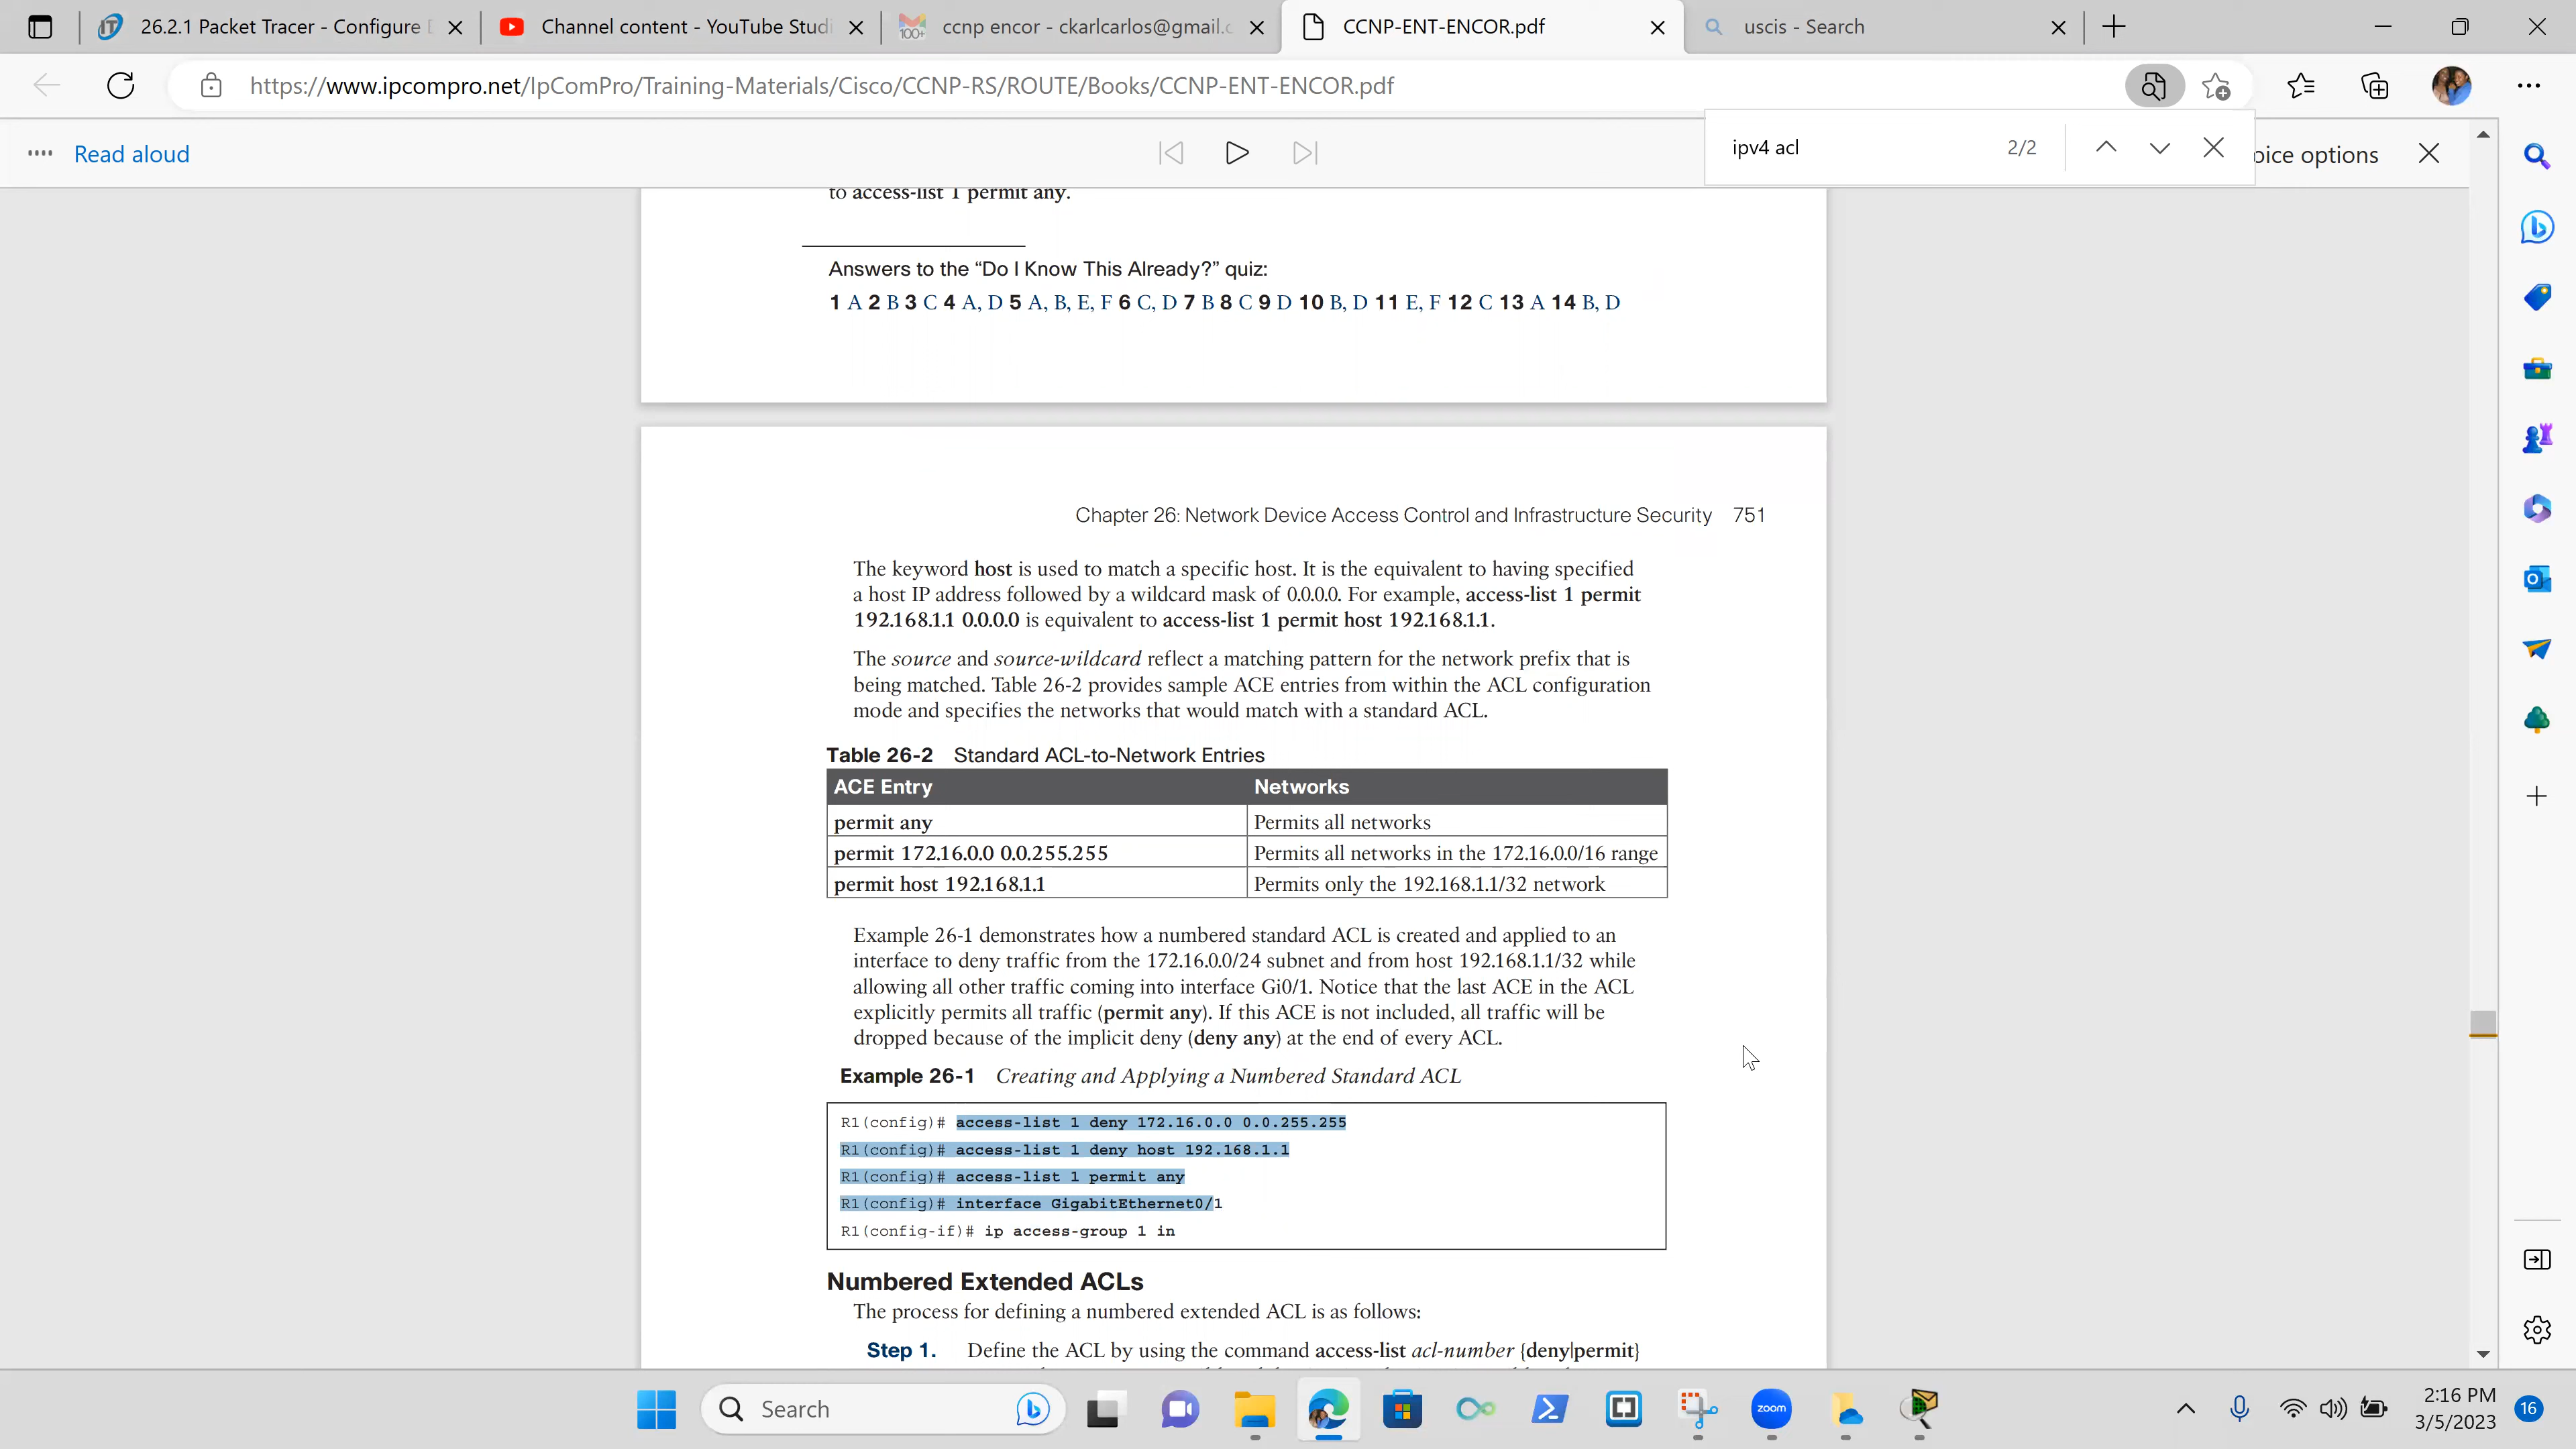 26.2.1 Packet Tracer - Configure
Channel content - YouTube Studi
ccnp encor - ckarlcarlos@gmail.c
CCNP-ENT-ENCOR.pdf
uscis - Search
https://www.ipcompro.net/IpComPro/Training-Materials/Cisco/CCNP-RS/ROUTE/Books/CCNP-ENT-ENCOR.pdf
Read aloud
ipv4 acl 2/2
oice options
to access-list 1 permit any.
Answers to the “Do I Know This Already?” quiz:
1 A 2 B 3 C 4 A, D 5 A, B, E, F 6 C, D 7 B 8 C 9 D 10 B, D 11 E, F 12 C 13 A 14 B, D
Chapter 26: Network Device Access Control and Infrastructure Security 751
The keyword host is used to match a specific host. It is the equivalent to having specified
a host IP address followed by a wildcard mask of 0.0.0.0. For example, access-list 1 permit
192.168.1.1 0.0.0.0 is equivalent to access-list 1 permit host 192.168.1.1.
The source and source-wildcard reflect a matching pattern for the network prefix that is
being matched. Table 26-2 provides sample ACE entries from within the ACL configuration
mode and specifies the networks that would match with a standard ACL.
Table 26-2 Standard ACL-to-Network Entries
ACE Entry Networks
permit any Permits all networks
permit 172.16.0.0 0.0.255.255 Permits all networks in the 172.16.0.0/16 range
permit host 192.168.1.1 Permits only the 192.168.1.1/32 network
Example 26-1 demonstrates how a numbered standard ACL is created and applied to an
interface to deny traffic from the 172.16.0.0/24 subnet and from host 192.168.1.1/32 while
allowing all other traffic coming into interface Gi0/1. Notice that the last ACE in the ACL
explicitly permits all traffic (permit any). If this ACE is not included, all traffic will be
dropped because of the implicit deny (deny any) at the end of every ACL.
Example 26-1 Creating and Applying a Numbered Standard ACL
R1(config)# access-list 1 deny 172.16.0.0 0.0.255.255
R1(config)# access-list 1 deny host 192.168.1.1
R1(config)# access-list 1 permit any
R1(config)# interface GigabitEthernet0/1
R1(config-if)# ip access-group 1 in
Numbered Extended ACLs
The process for defining a numbered extended ACL is as follows:
Step 1. Define the ACL by using the command access-list acl-number {deny|permit}
Search
zoom
2:16 PM
3/5/2023
16